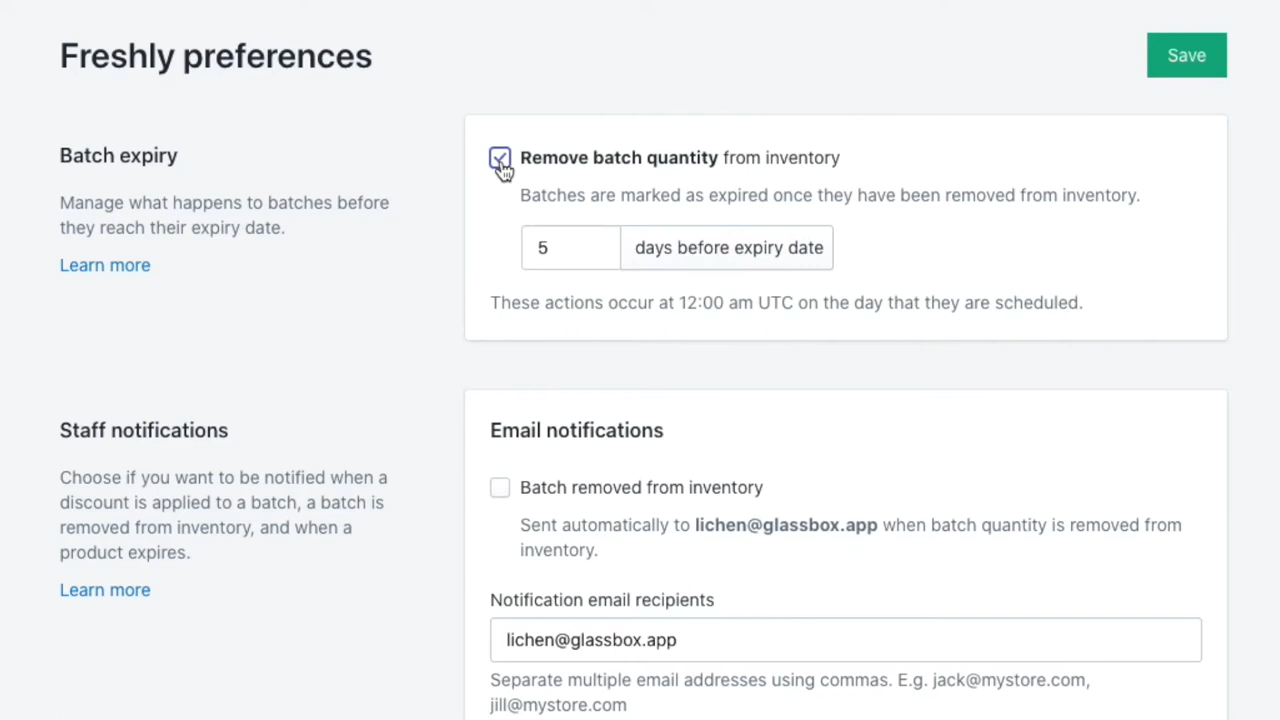 Freshly preferences
Save
Batch expiry
Manage what happens to batches before
they reach their expiry date.
Learn more
Remove batch quantity from inventory
Batches are marked as expired once they have been removed from inventory.
5 days before expiry date
These actions occur at 12:00 am UTC on the day that they are scheduled.
Staff notifications
Choose if you want to be notified when a
discount is applied to a batch, a batch is
removed from inventory, and when a
product expires.
Learn more
Email notifications
Batch removed from inventory
Sent automatically to lichen@glassbox.app when batch quantity is removed from
inventory.
Notification email recipients
lichen@glassbox.app
Separate multiple email addresses using commas. E.g. jack@mystore.com,
jill@mystore.com